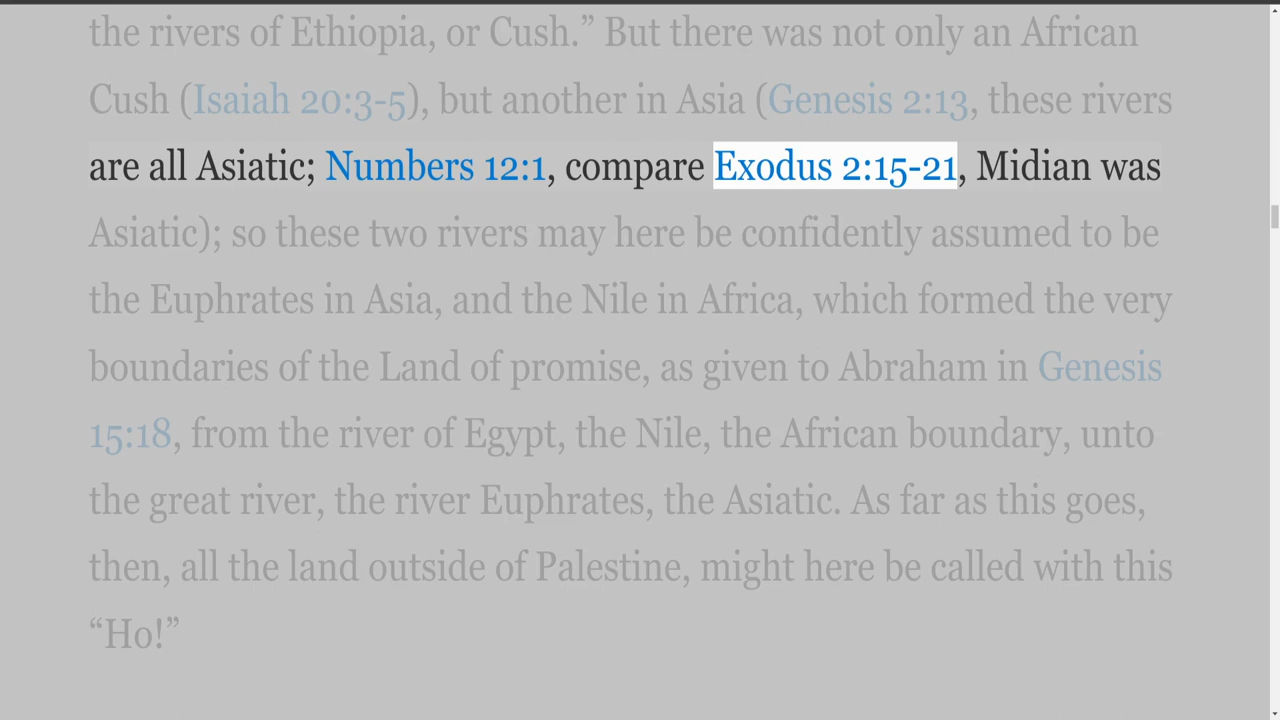 the rivers of Ethiopia, or Cush.” But there was not only an African
Cush (Isaiah 20:3-5), but another in Asia (Genesis 2:13, these rivers
are all Asiatic; Numbers 12:1, compare Exodus 2:15-21, Midian was
Asiatic); so these two rivers may here be confidently assumed to be
the Euphrates in Asia, and the Nile in Africa, which formed the very
boundaries of the Land of promise, as given to Abraham in Genesis
15:18, from the river of Egypt, the Nile, the African boundary, unto
the great river, the river Euphrates, the Asiatic. As far as this goes,
then, all the land outside of Palestine, might here be called with this
“Ho!”